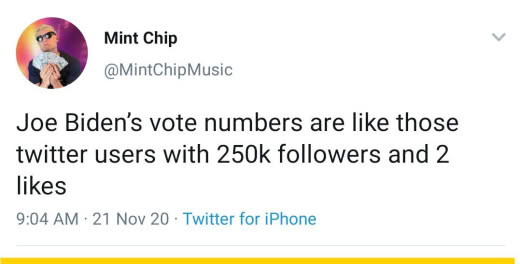 Mint Chip
@MintChipMusic
Joe Biden's vote numbers are like those
twitter users with 250k followers and 2
likes
9:04 AM · 21 Nov 20 · Twitter for iPhone